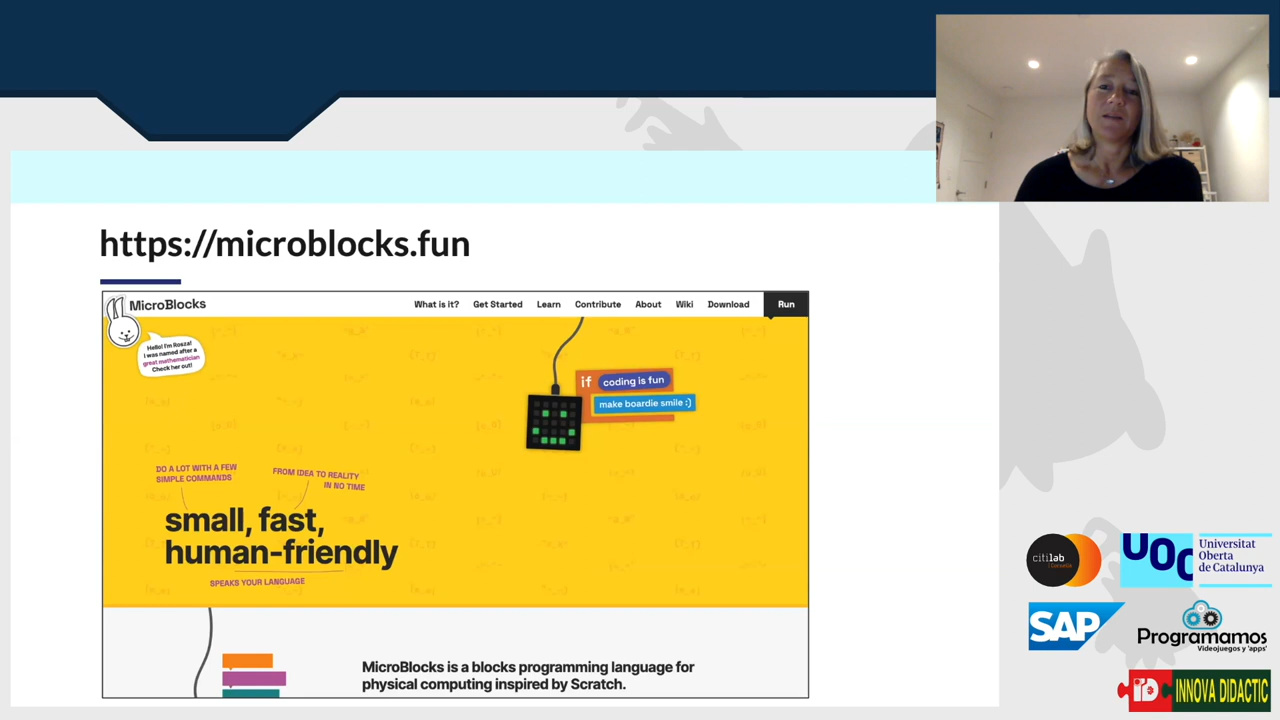 https://microblocks.fun
MicroBlocks
What is it?
Get Started
Learn
Contribute
About
Wiki
Download
Run
Hello! I'm Rosza!
I was named after a
great mathematician
Check her out!
if coding is fun
make boardie smile :)
DO A LOT WITH A FEW
SIMPLE COMMANDS
FROM IDEA TO REALITY
IN NO TIME
small, fast,
human-friendly
SPEAKS YOUR LANGUAGE
MicroBlocks is a blocks programming language for
physical computing inspired by Scratch.
citilab
Cornellà
UOC
Universitat
Oberta
de Catalunya
SAP
Programamos
Videojuegos y 'apps'
iD INNOVA DIDACTIC